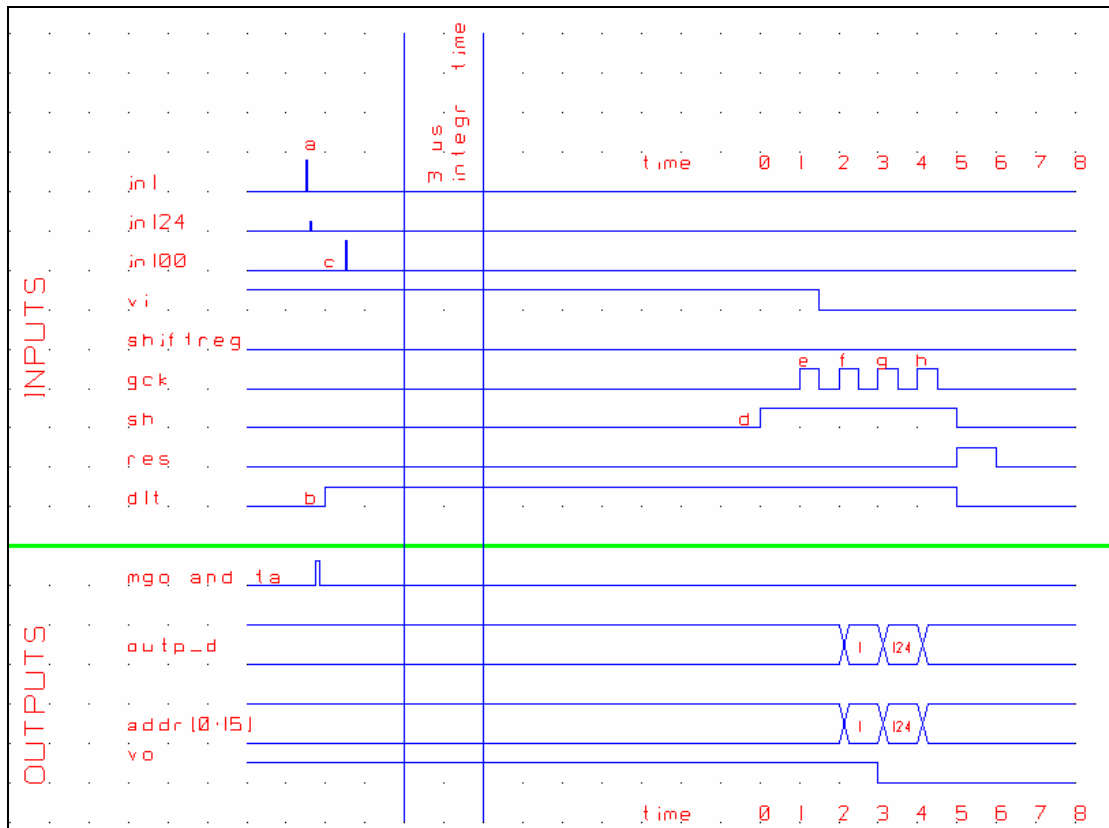 3 us
integr time
a
time 0 1 2 3 4 5 6 7 8
in1
in124
in100
c
vi
shiftreg
e f g h
gck
sh
d
res
dlt
b
INPUTS
mgo and ta
outp_d
1 124
addr[0:15]
1 124
vo
OUTPUTS
time 0 1 2 3 4 5 6 7 8